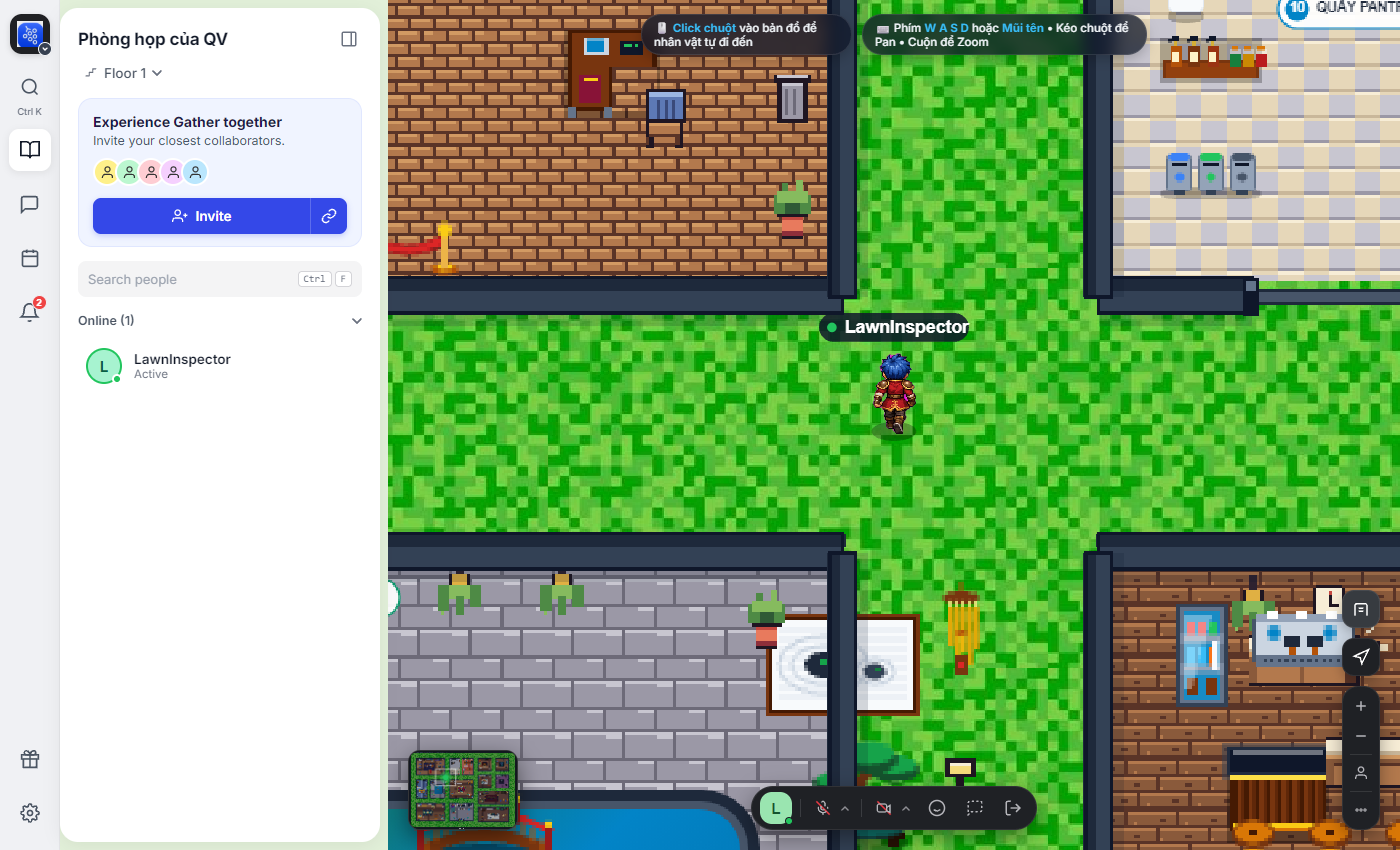 Phòng họp của QV
Floor 1
Ctrl K
Experience Gather together
Invite your closest collaborators.
Invite
Search people
Ctrl F
2
Online (1)
L
LawnInspector
Active
Click chuột vào bản đồ để
nhân vật tự đi đến
Phím W A S D hoặc Mũi tên • Kéo chuột để
Pan • Cuộn để Zoom
10
LawnInspector
L